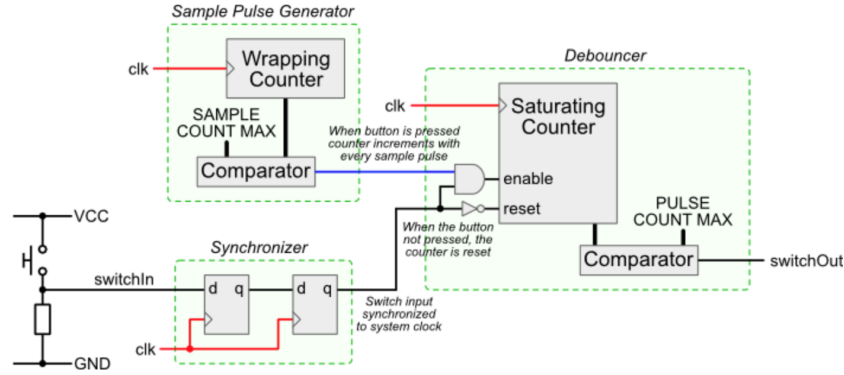 Sample Pulse Generator
clk
Wrapping
Counter
SAMPLE
COUNT MAX
Comparator
When button is pressed
counter increments with
every sample pulse
Debouncer
clk
Saturating
Counter
enable
reset
When the button
not pressed, the
counter is reset
PULSE
COUNT MAX
Comparator
switchOut
VCC
switchIn
GND
Synchronizer
d q
d q
clk
Switch input
synchronized
to system clock